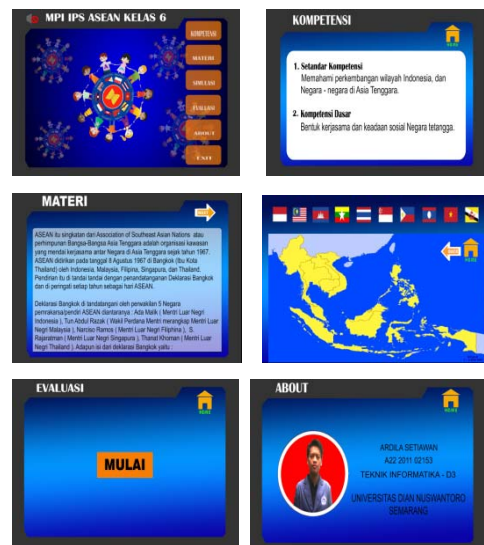 MPI IPS ASEAN KELAS 6
KOMPETENSI
MATERI
SIMULASI
EVALUASI
ABOUT
EXIT
KOMPETENSI
HOME
1. Setandar Kompetensi
Memahami perkembangan wilayah Indonesia, dan
Negara - negara di Asia Tenggara.
2. Kompetensi Dasar
Bentuk kerjasama dan keadaan sosial Negara tetangga.
MATERI
ASEAN itu singkatan dari Association of Southeast Asian Nations atau
perhimpunan Bangsa-Bangsa Asia Tenggara adalah organisasi kawasan
yang mendai kerjasama antar Negara di Asia Tenggara sejak tahun 1967.
ASEAN didirikan pada tanggal 8 Agustus 1967 di Bangkok (Ibu Kota
Thailand) oleh Indonesia, Malaysia, Filipina, Singapura, dan Thailand.
Pendirian itu di tandai dengan penandatanganan Deklarasi Bangkok
dan di peringati setiap tahun sebagai hari ASEAN.
Deklarasi Bangkok di tandatangani oleh perwakilan 5 Negara
pemrakarsa/pendiri ASEAN diantaranya : Ada Malik ( Mentri Luar Negri
Indonesia ), Tun Abdul Razak ( Wakil Perdana Mentri merangkap Mentri Luar
Negri Malaysia ), Narciso Ramos ( Mentri Luar Negri Filiphina ), S.
Rajaratnan ( Mentri Luar Negri Singapura ), Thanat Khoman ( Mentri Luar
Negri Thailand ). Adapun isi dari deklarasi Bangkok yaitu :
HOME
EVALUASI
HOME
MULAI
ABOUT
HOME
ARDILA SETIAWAN
A22 2011 02153
TEKNIK INFORMATIKA - D3
UNIVERSITAS DIAN NUSWANTORO
SEMARANG